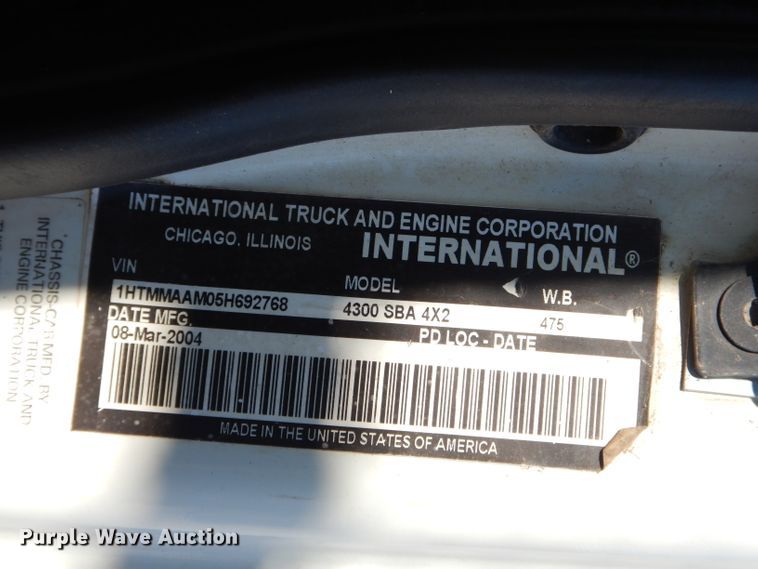 INTERNATIONAL TRUCK AND ENGINE CORPORATION
CHICAGO, ILLINOIS INTERNATIONAL®
VIN MODEL W.B.
1HTMMAAM05H692768 4300 SBA 4X2 475
DATE MFG. PD LOC - DATE
08-Mar-2004
MADE IN THE UNITED STATES OF AMERICA
CHASSIS-CAB MFD. BY
INTERNATIONAL TRUCK AND
ENGINE CORPORATION
Purple Wave Auction